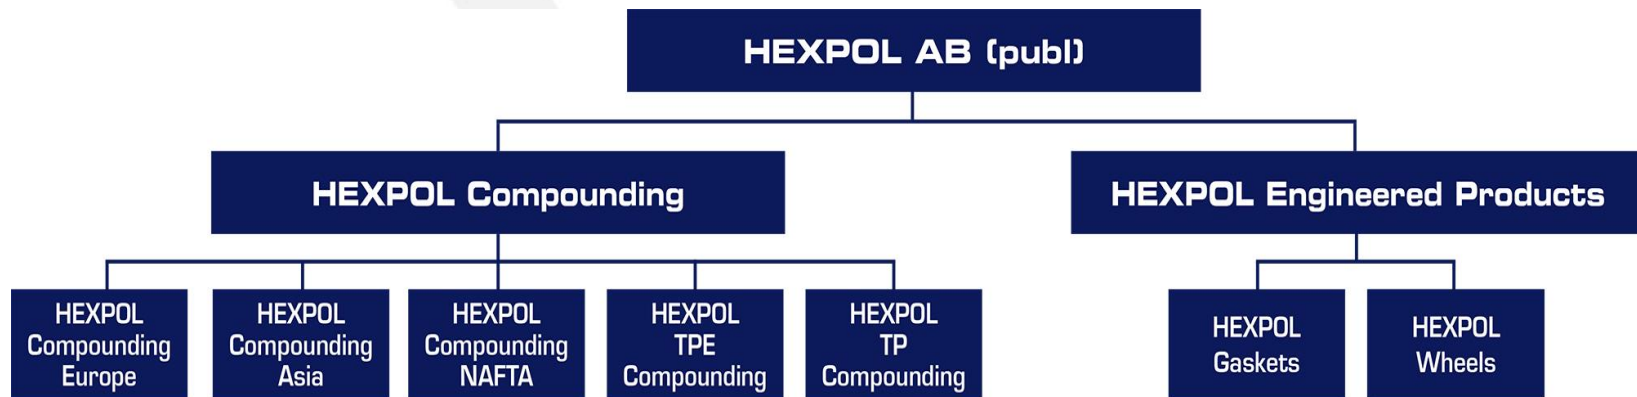 HEXPOL AB (publ)
HEXPOL Compounding
HEXPOL Engineered Products
HEXPOL
Compounding
Europe
HEXPOL
Compounding
Asia
HEXPOL
Compounding
NAFTA
HEXPOL
TPE
Compounding
HEXPOL
TP
Compounding
HEXPOL
Gaskets
HEXPOL
Wheels